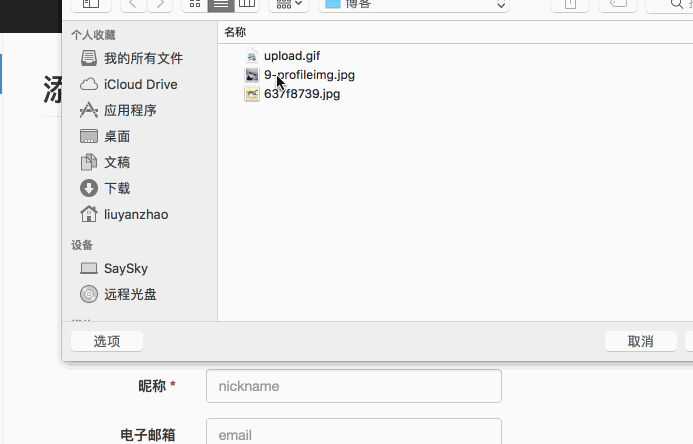 博客
个人收藏
名称
我的所有文件
upload.gif
iCloud Drive
9-profileimg.jpg
应用程序
637f8739.jpg
桌面
文稿
下载
liuyanzhao
设备
SaySky
远程光盘
选项
取消
昵称 *
nickname
电子邮箱
email